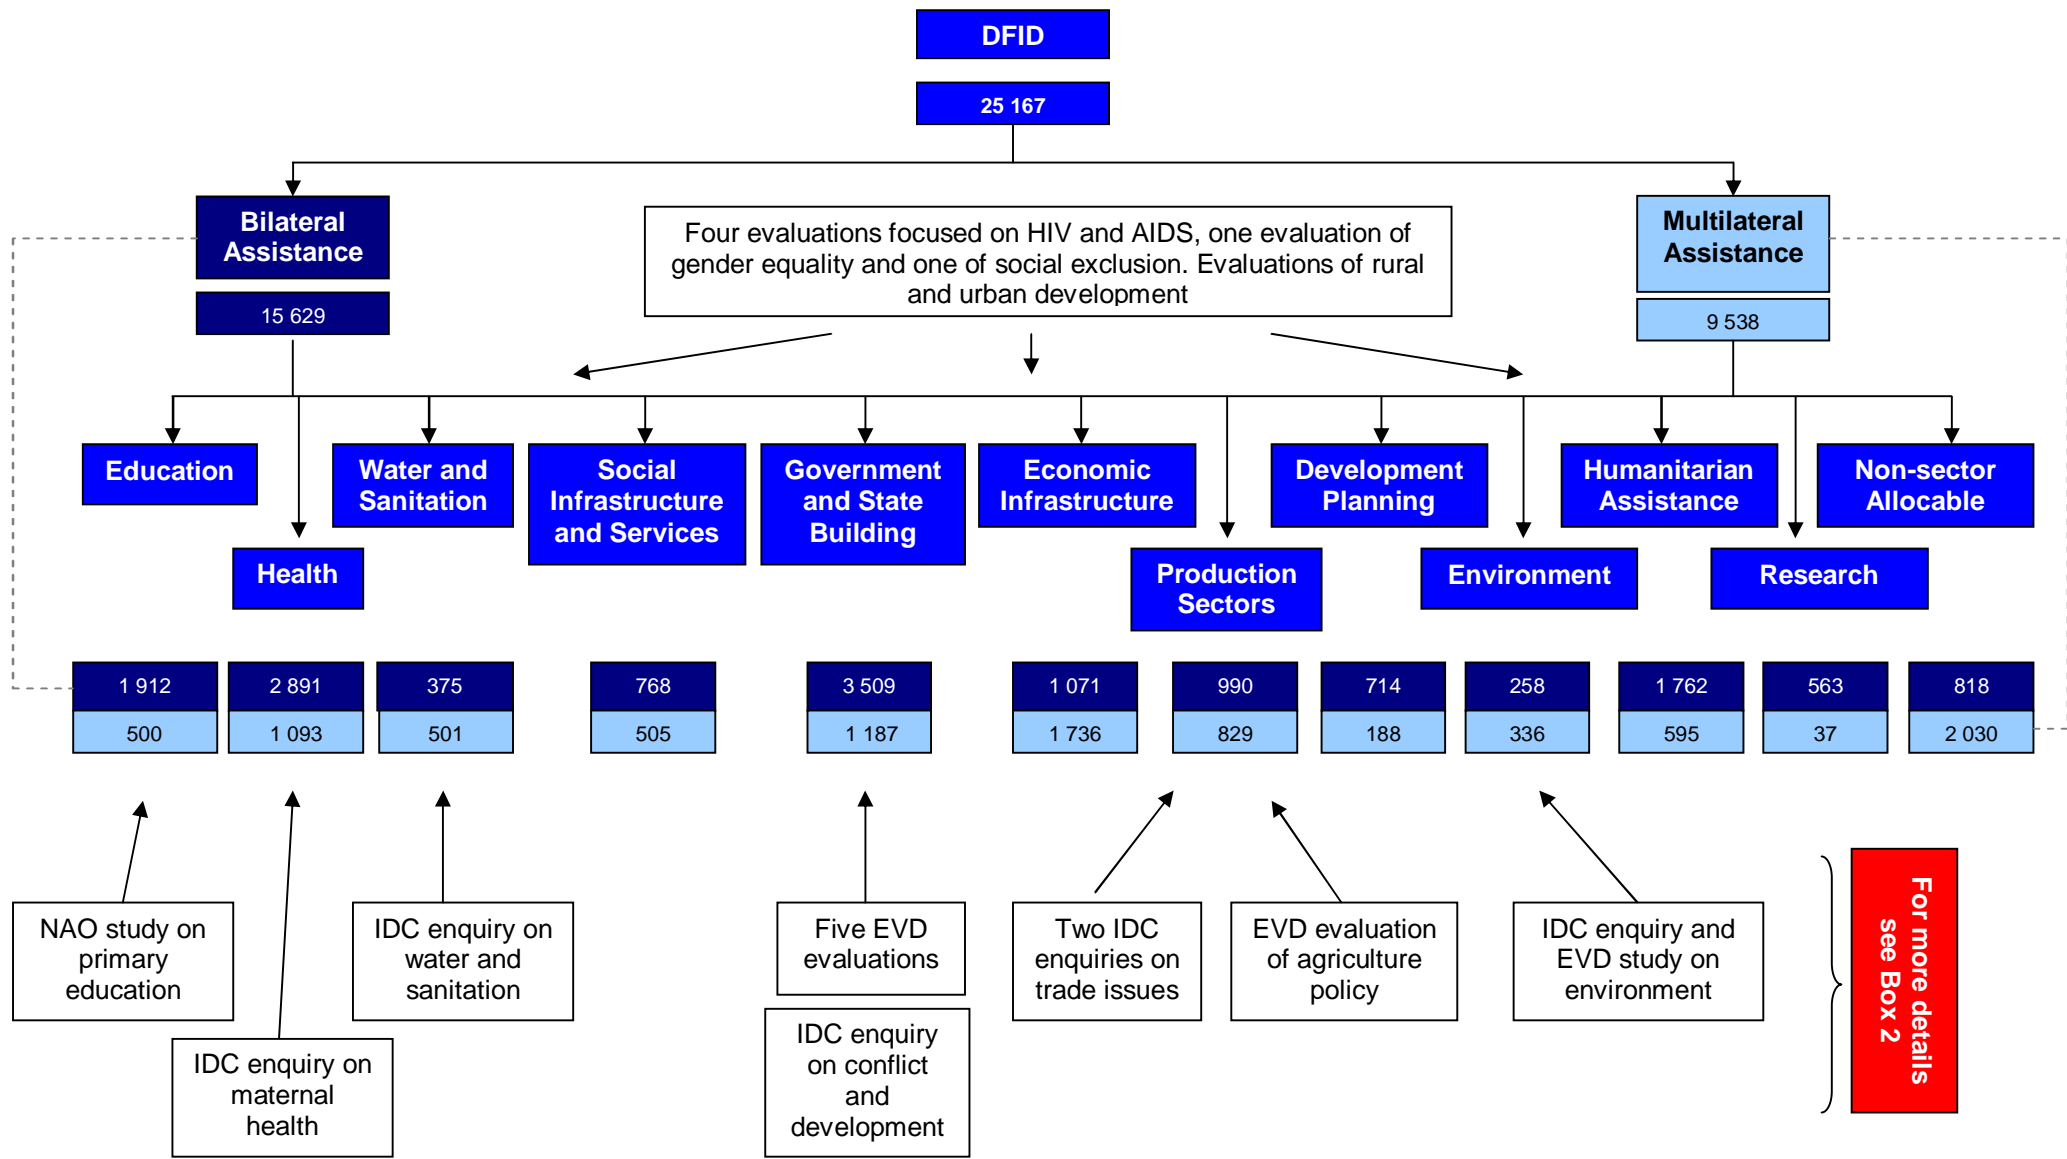 DFID
25 167
Bilateral
Assistance
15 629
Four evaluations focused on HIV and AIDS, one evaluation of
gender equality and one of social exclusion. Evaluations of rural
and urban development
Multilateral
Assistance
9 538
Education
Water and
Sanitation
Social
Infrastructure
and Services
Government
and State
Building
Economic
Infrastructure
Development
Planning
Humanitarian
Assistance
Non-sector
Allocable
Health
Production
Sectors
Environment
Research
1 912
2 891
375
768
3 509
1 071
990
714
258
1 762
563
818
500
1 093
501
505
1 187
1 736
829
188
336
595
37
2 030
NAO study on
primary
education
IDC enquiry on
maternal
health
IDC enquiry on
water and
sanitation
Five EVD
evaluations
IDC enquiry
on conflict
and
development
Two IDC
enquiries on
trade issues
EVD evaluation
of agriculture
policy
IDC enquiry and
EVD study on
environment
For more details
see Box 2